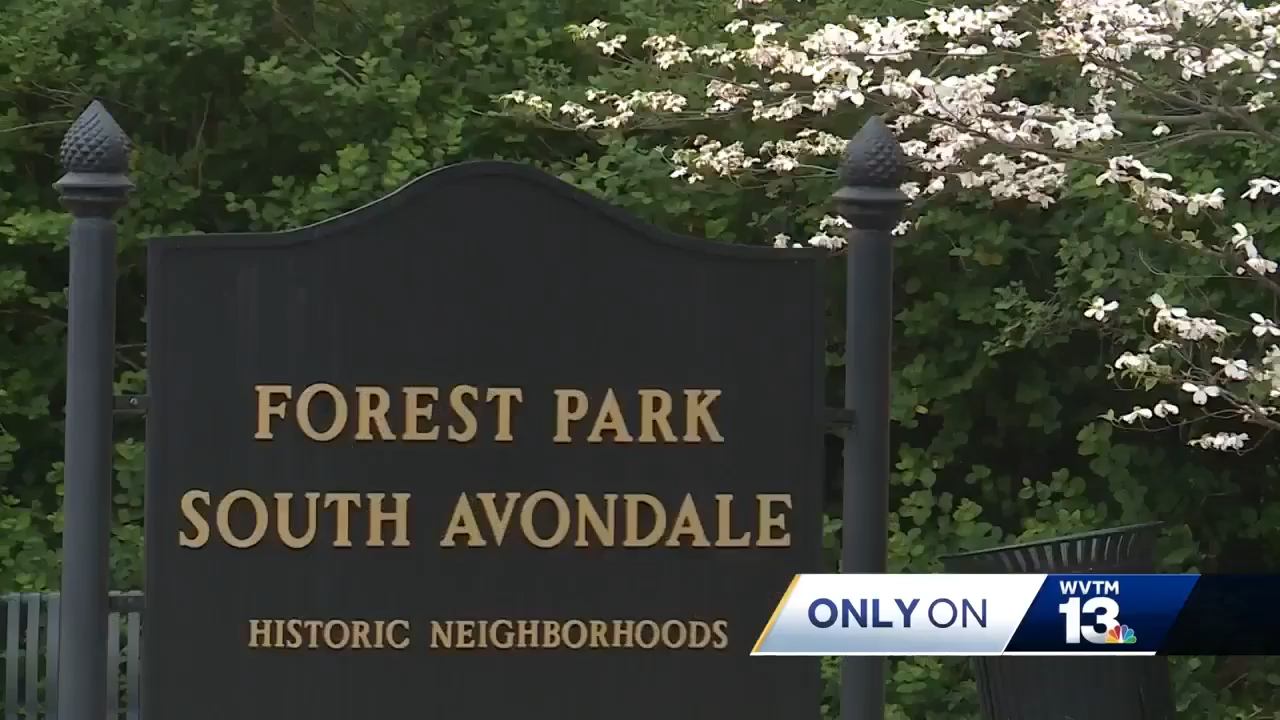 FOREST PARK
SOUTH AVONDALE
HISTORIC NEIGHBORHOODS
ONLY ON
WVTM
13